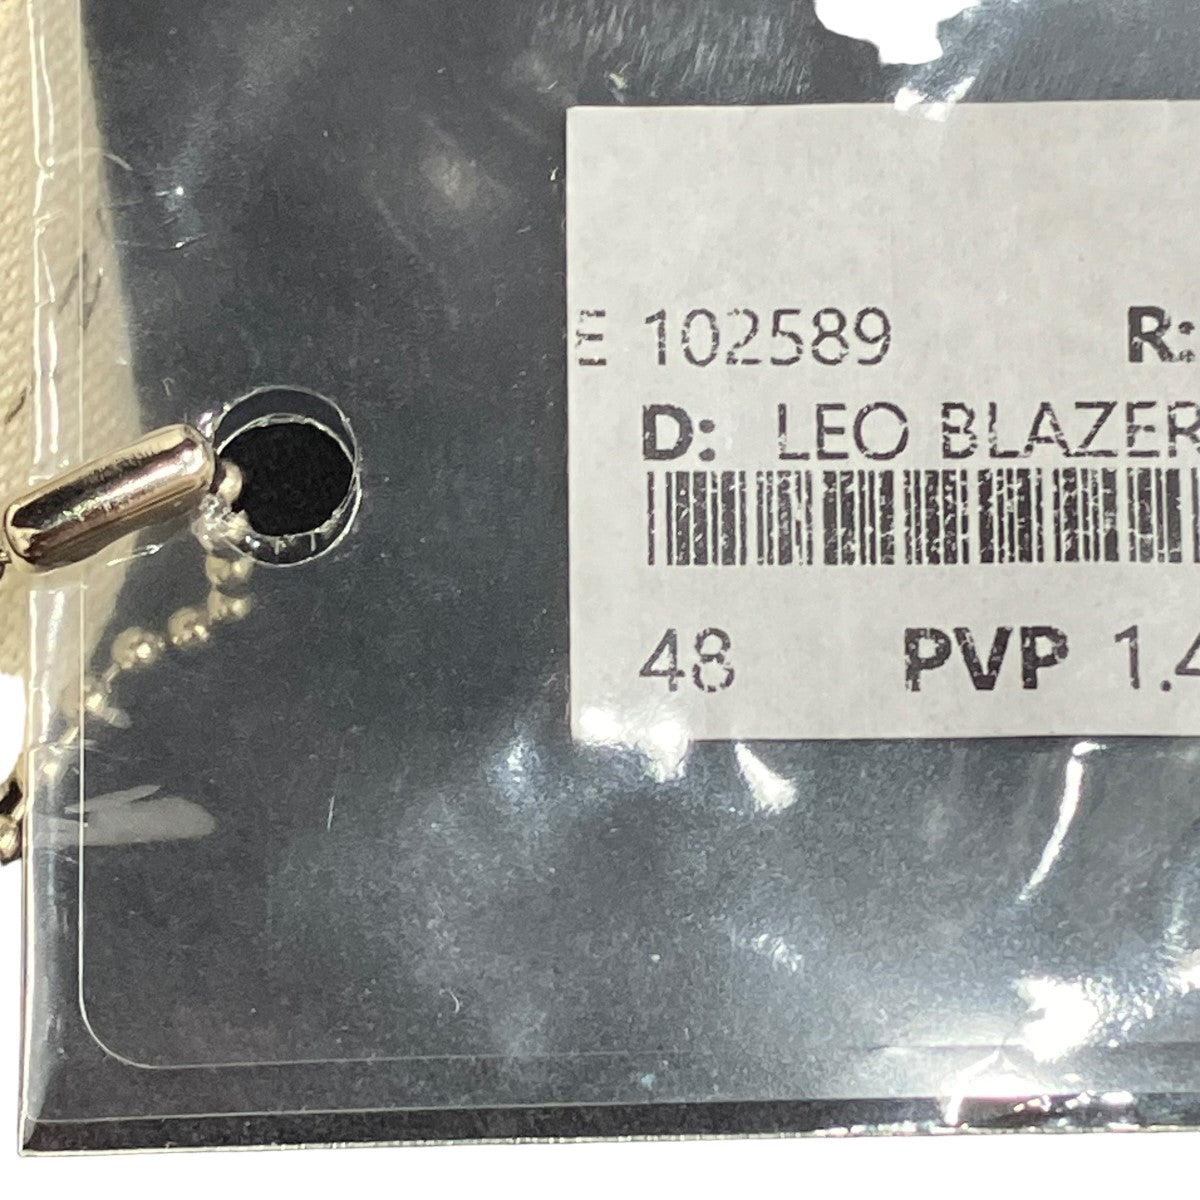 E 102589 R:
D: LEO BLAZER
48 PVP 1.4